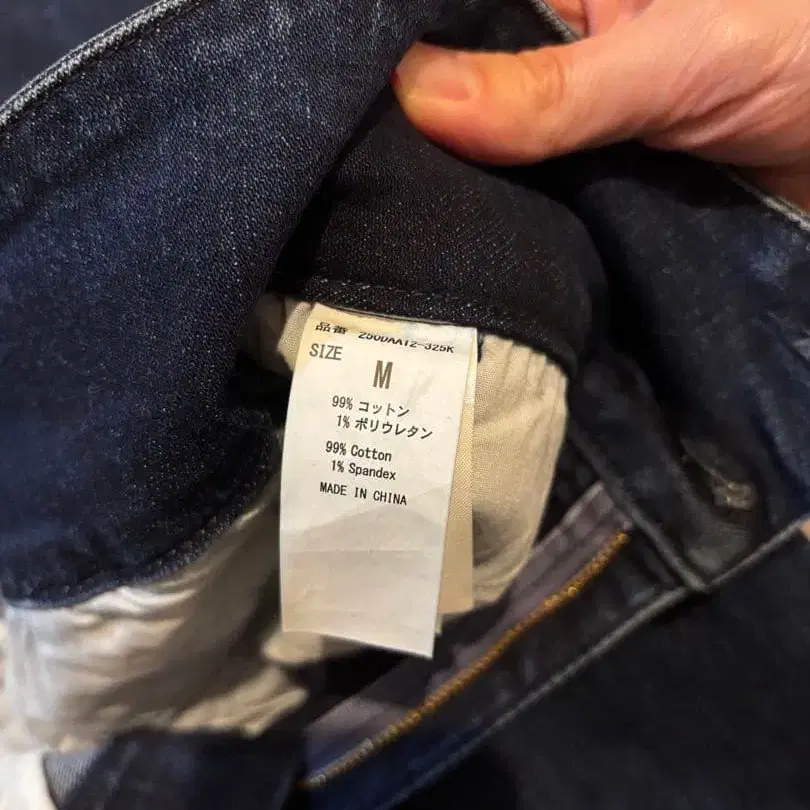 品番 250DAA12-325K
SIZE
M
99% コットン
1% ポリウレタン
99% Cotton
1% Spandex
MADE IN CHINA